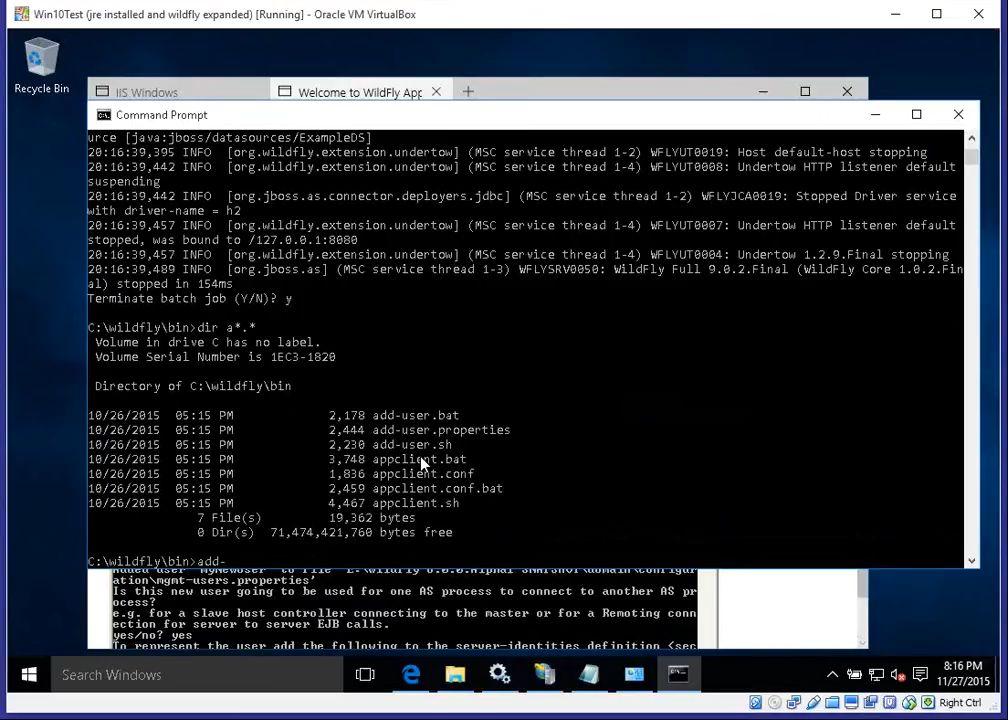 Win10Test (jre installed and wildfly expanded) [Running] - Oracle VM VirtualBox
Recycle Bin
IIS Windows
Welcome to WildFly App
Command Prompt
urce [java:jboss/datasources/ExampleDS]
20:16:39,395 INFO  [org.wildfly.extension.undertow] (MSC service thread 1-2) WFLYUT0019: Host default-host stopping
20:16:39,442 INFO  [org.wildfly.extension.undertow] (MSC service thread 1-4) WFLYUT0008: Undertow HTTP listener default
suspending
20:16:39,442 INFO  [org.jboss.as.connector.deployers.jdbc] (MSC service thread 1-2) WFLYJCA0019: Stopped Driver service
with driver-name = h2
20:16:39,457 INFO  [org.wildfly.extension.undertow] (MSC service thread 1-4) WFLYUT0007: Undertow HTTP listener default
stopped, was bound to /127.0.0.1:8080
20:16:39,457 INFO  [org.wildfly.extension.undertow] (MSC service thread 1-4) WFLYUT0004: Undertow 1.2.9.Final stopping
20:16:39,489 INFO  [org.jboss.as] (MSC service thread 1-3) WFLYSRV0050: WildFly Full 9.0.2.Final (WildFly Core 1.0.2.Fin
al) stopped in 154ms
Terminate batch job (Y/N)? y
C:\wildfly\bin>dir a*.*
Volume in drive C has no label.
Volume Serial Number is 1EC3-1820
Directory of C:\wildfly\bin
10/26/2015  05:15 PM  2,178 add-user.bat
10/26/2015  05:15 PM  2,444 add-user.properties
10/26/2015  05:15 PM  2,230 add-user.sh
10/26/2015  05:15 PM  3,748 appclient.bat
10/26/2015  05:15 PM  1,836 appclient.conf
10/26/2015  05:15 PM  2,459 appclient.conf.bat
10/26/2015  05:15 PM  4,467 appclient.sh
7 File(s)  19,362 bytes
0 Dir(s)  71,474,421,760 bytes free
C:\wildfly\bin>add-
ation\mgmt-users.properties'
Is this new user going to be used for one AS process to connect to another AS pr
ocess?
e.g. for a slave host controller connecting to the master or for a Remoting conn
ection for server to server EJB calls.
yes/no? yes
To represent the user add the following to the server-identities definition <sec
Search Windows
8:16 PM
11/27/2015
Right Ctrl